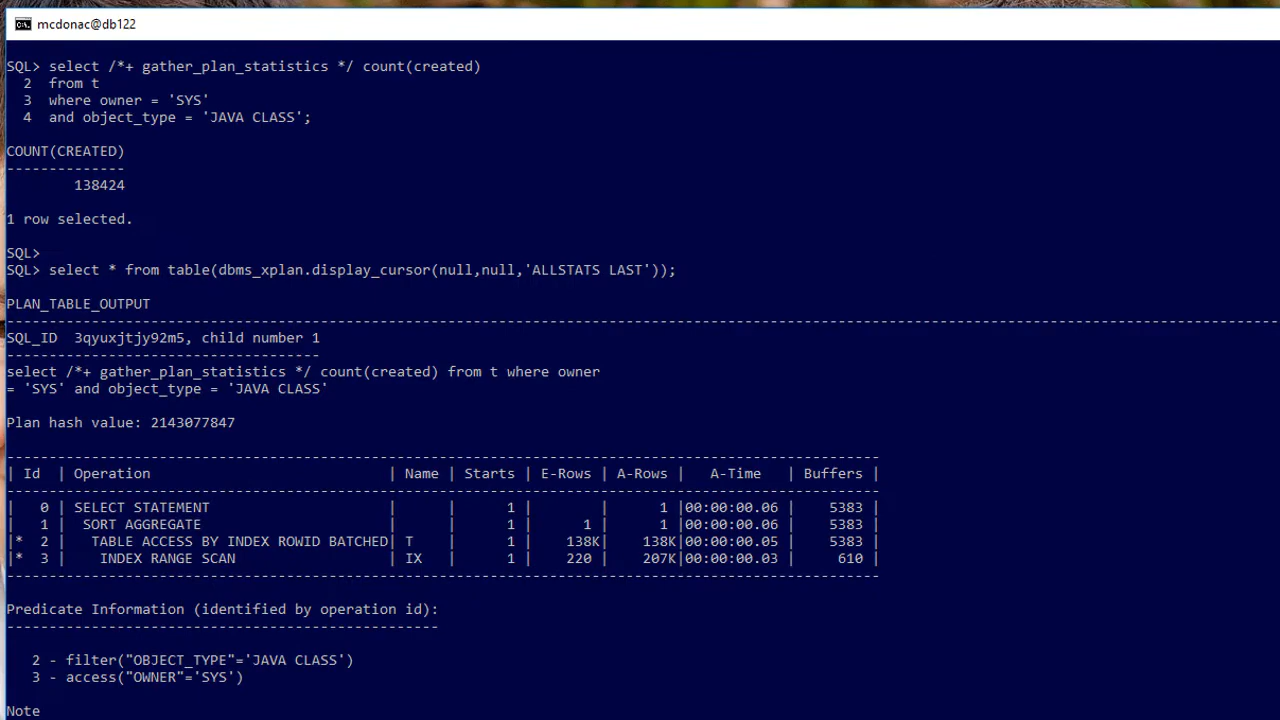 mcdonac@db122
SQL> select /*+ gather_plan_statistics */ count(created)
  2  from t
  3  where owner = 'SYS'
  4  and object_type = 'JAVA CLASS';
COUNT(CREATED)
--------------
        138424
1 row selected.
SQL>
SQL> select * from table(dbms_xplan.display_cursor(null,null,'ALLSTATS LAST'));
PLAN_TABLE_OUTPUT
------------------------------------------------------------------------------------------------------------------------------------------------------
SQL_ID  3qyuxjtjy92m5, child number 1
-------------------------------------
select /*+ gather_plan_statistics */ count(created) from t where owner
= 'SYS' and object_type = 'JAVA CLASS'
Plan hash value: 2143077847
-------------------------------------------------------------------------------------------------------
| Id  | Operation                            | Name | Starts | E-Rows | A-Rows |   A-Time   | Buffers |
-------------------------------------------------------------------------------------------------------
|   0 | SELECT STATEMENT                     |      |      1 |        |      1 |00:00:00.06 |    5383 |
|   1 |  SORT AGGREGATE                      |      |      1 |      1 |      1 |00:00:00.06 |    5383 |
|*  2 |   TABLE ACCESS BY INDEX ROWID BATCHED| T    |      1 |    138K|    138K|00:00:00.05 |    5383 |
|*  3 |    INDEX RANGE SCAN                  | IX   |      1 |    220 |    207K|00:00:00.03 |     610 |
-------------------------------------------------------------------------------------------------------
Predicate Information (identified by operation id):
---------------------------------------------------
   2 - filter("OBJECT_TYPE"='JAVA CLASS')
   3 - access("OWNER"='SYS')
Note